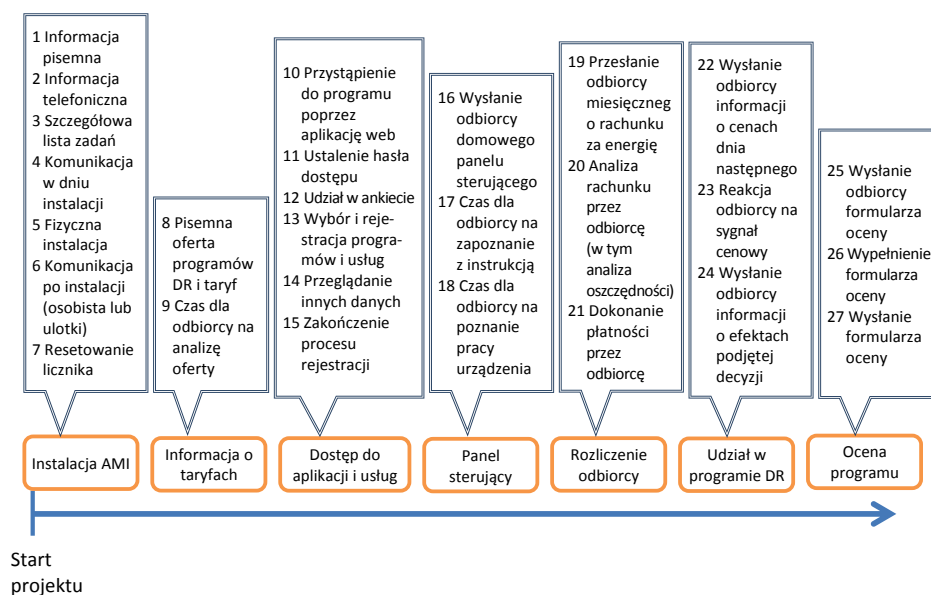 1 Informacja
pisemna
2 Informacja
telefoniczna
3 Szczegółowa
lista zadań
4 Komunikacja
w dniu
instalacji
5 Fizyczna
instalacja
6 Komunikacja
po instalacji
(osobista lub
ulotki)
7 Resetowanie
licznika
8 Pisemna
oferta
programów
DR i taryf
9 Czas dla
odbiorcy na
analizę
oferty
10 Przystąpienie
do programu
poprzez
aplikację web
11 Ustalenie hasła
dostępu
12 Udział w ankiecie
13 Wybór i reje-
stracja progra-
mów i usług
14 Przeglądanie
innych danych
15 Zakończenie
procesu
rejestracji
16 Wysłanie
odbiorcy
domowego
panelu
sterującego
17 Czas dla
odbiorcy na
zapoznanie
z instrukcją
18 Czas dla
odbiorcy na
poznanie
pracy
urządzenia
19 Przesłanie
odbiorcy
miesięczneg
o rachunku
za energię
20 Analiza
rachunku
przez
odbiorcę
(w tym
analiza
oszczędności)
21 Dokonanie
płatności
przez
odbiorcę
22 Wysłanie
odbiorcy
informacji
o cenach
dnia
następnego
23 Reakcja
odbiorcy na
sygnał
cenowy
24 Wysłanie
odbiorcy
informacji
o efektach
podjętej
decyzji
25 Wysłanie
odbiorcy
formularza
oceny
26 Wypełnienie
formularza
oceny
27 Wysłanie
formularza
oceny
Instalacja AMI
Informacja o
taryfach
Dostęp do
aplikacji i usług
Panel
sterujący
Rozliczenie
odbiorcy
Udział w
programie DR
Ocena
programu
Start
projektu